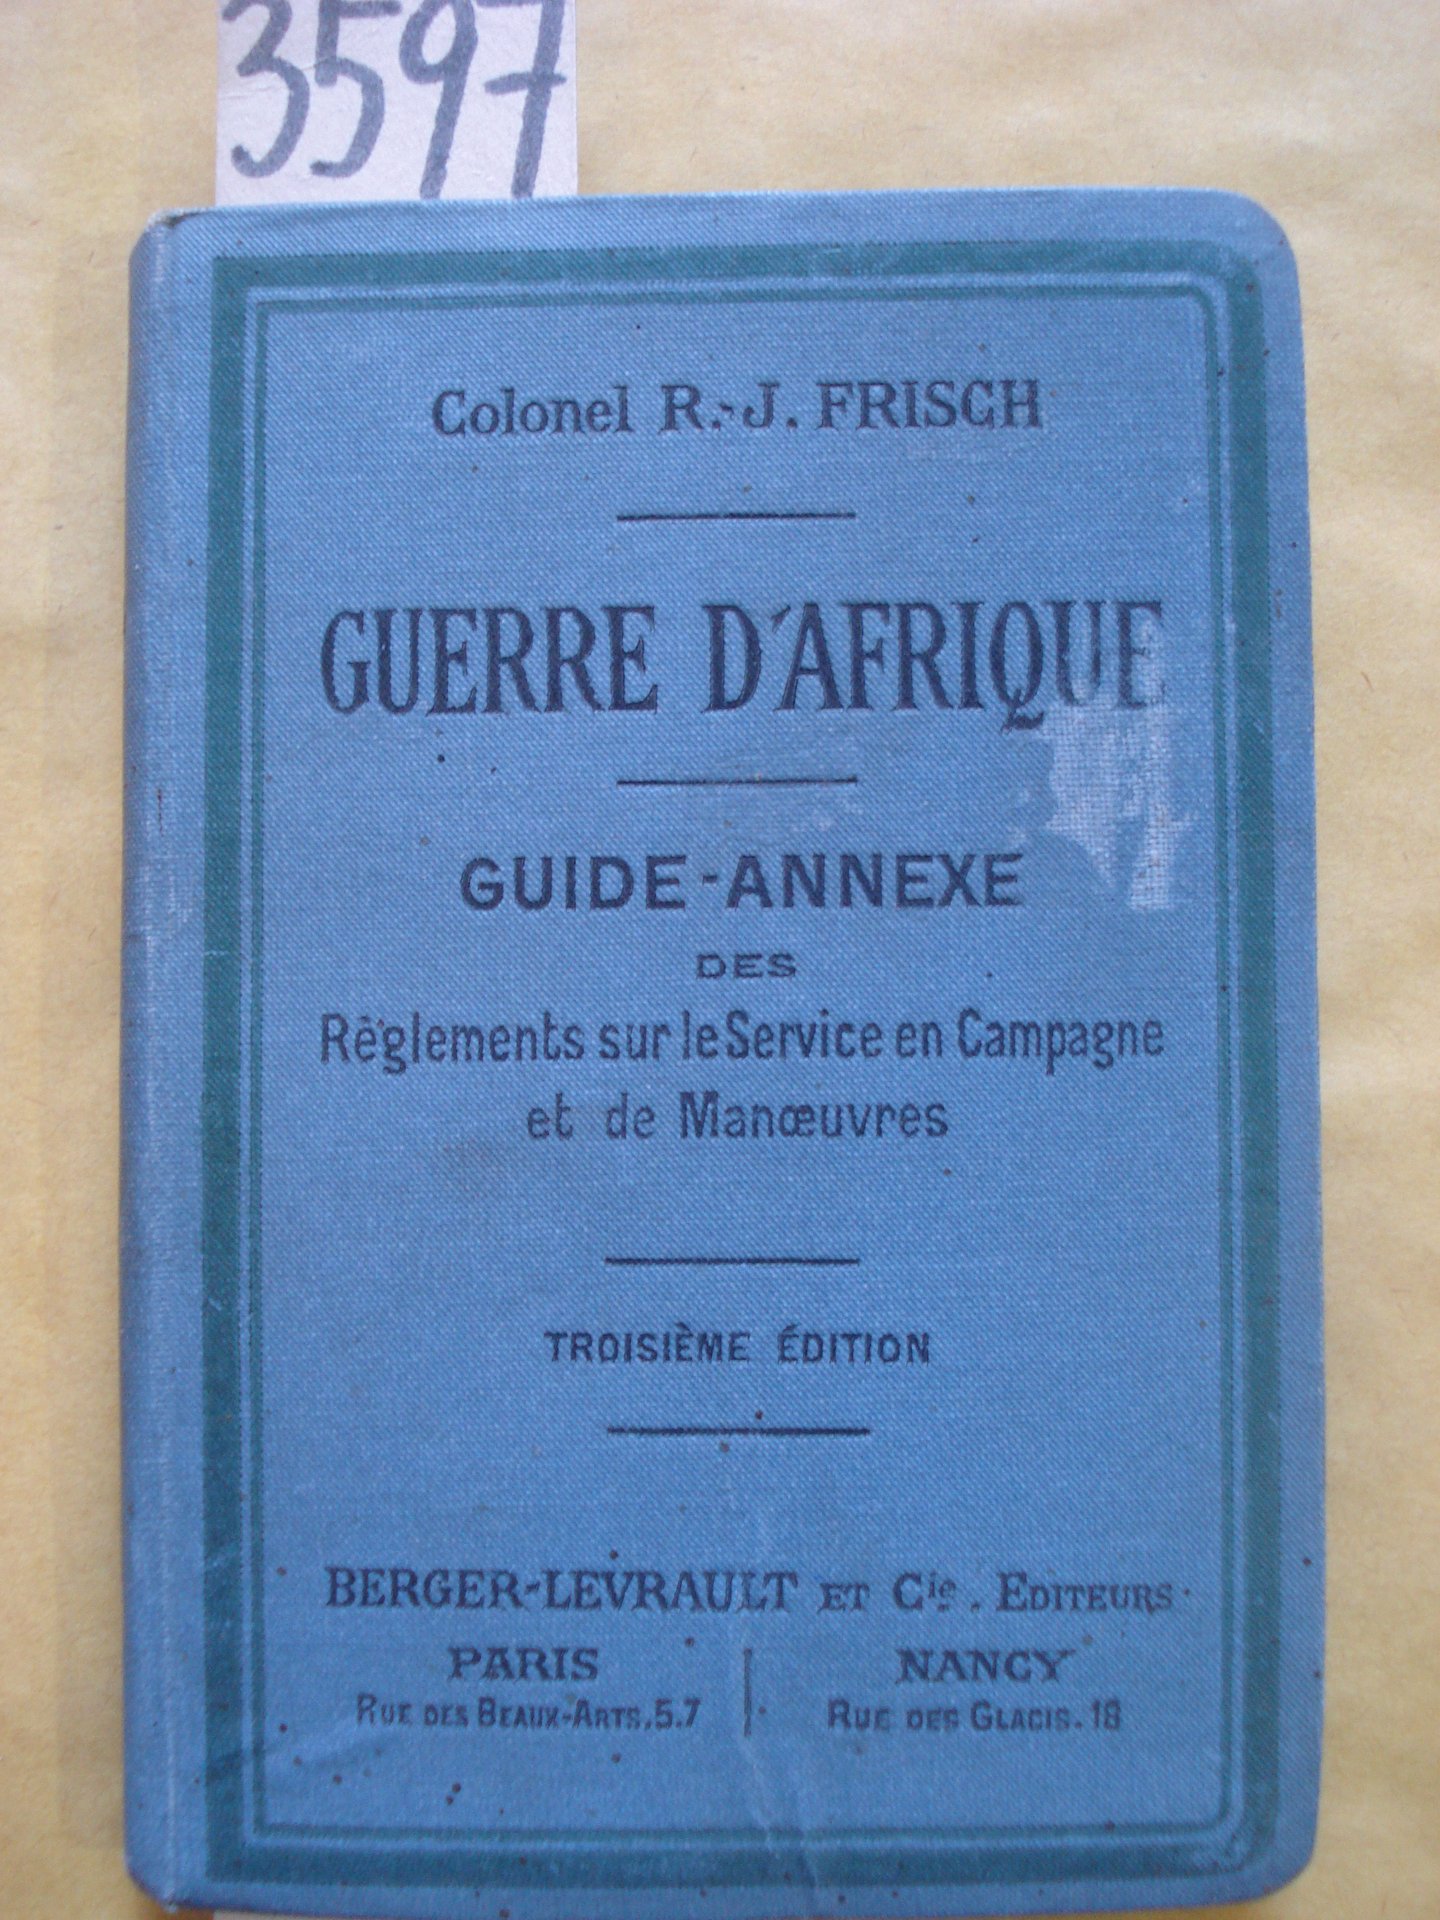 3597
Colonel R.-J. FRISCH
GUERRE D'AFRIQUE
GUIDE-ANNEXE
DES
Règlements sur le Service en Campagne
et de Manœuvres
TROISIÈME ÉDITION
BERGER-LEVRAULT ET Cie. EDITEURS
PARIS
RUE DES BEAUX-ARTS, 5.7
NANCY
RUE DES GLACIS. 18